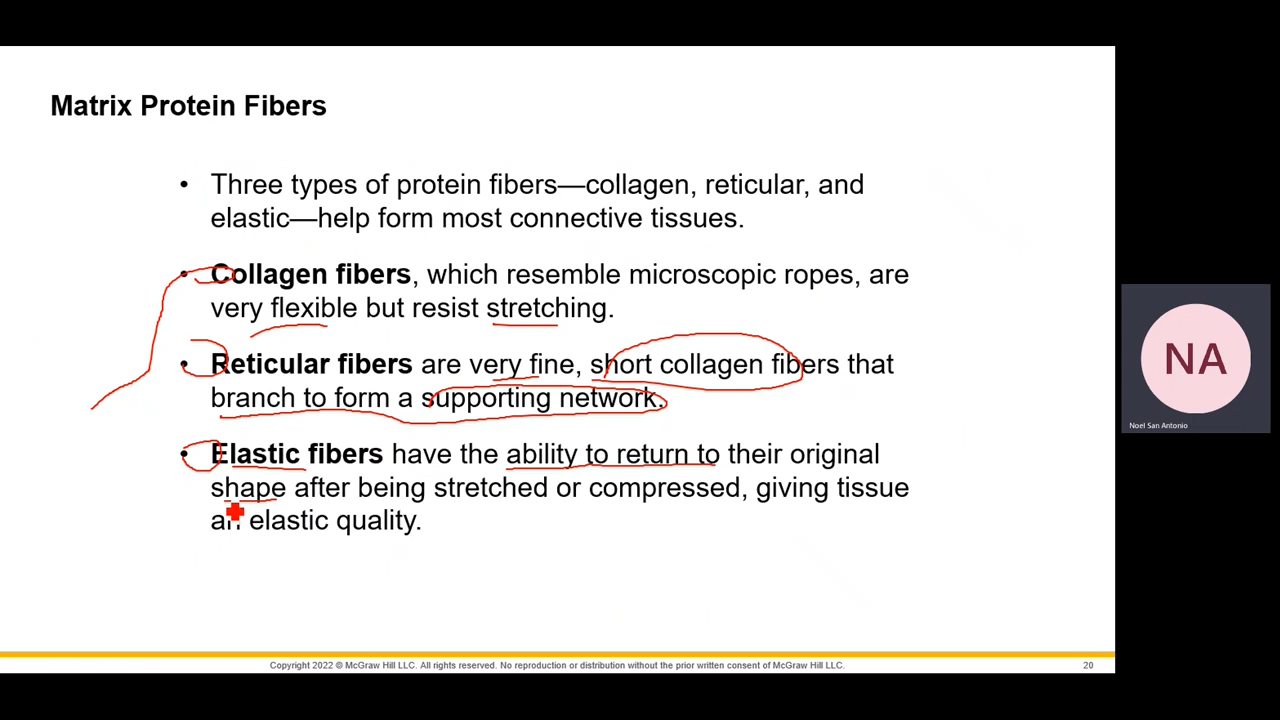 Matrix Protein Fibers
• Three types of protein fibers—collagen, reticular, and
elastic—help form most connective tissues.
• Collagen fibers, which resemble microscopic ropes, are
very flexible but resist stretching.
• Reticular fibers are very fine, short collagen fibers that
branch to form a supporting network.
• Elastic fibers have the ability to return to their original
shape after being stretched or compressed, giving tissue
an elastic quality.
NA
Noel San Antonio
Copyright 2022 © McGraw Hill LLC. All rights reserved. No reproduction or distribution without the prior written consent of McGraw Hill LLC.
20